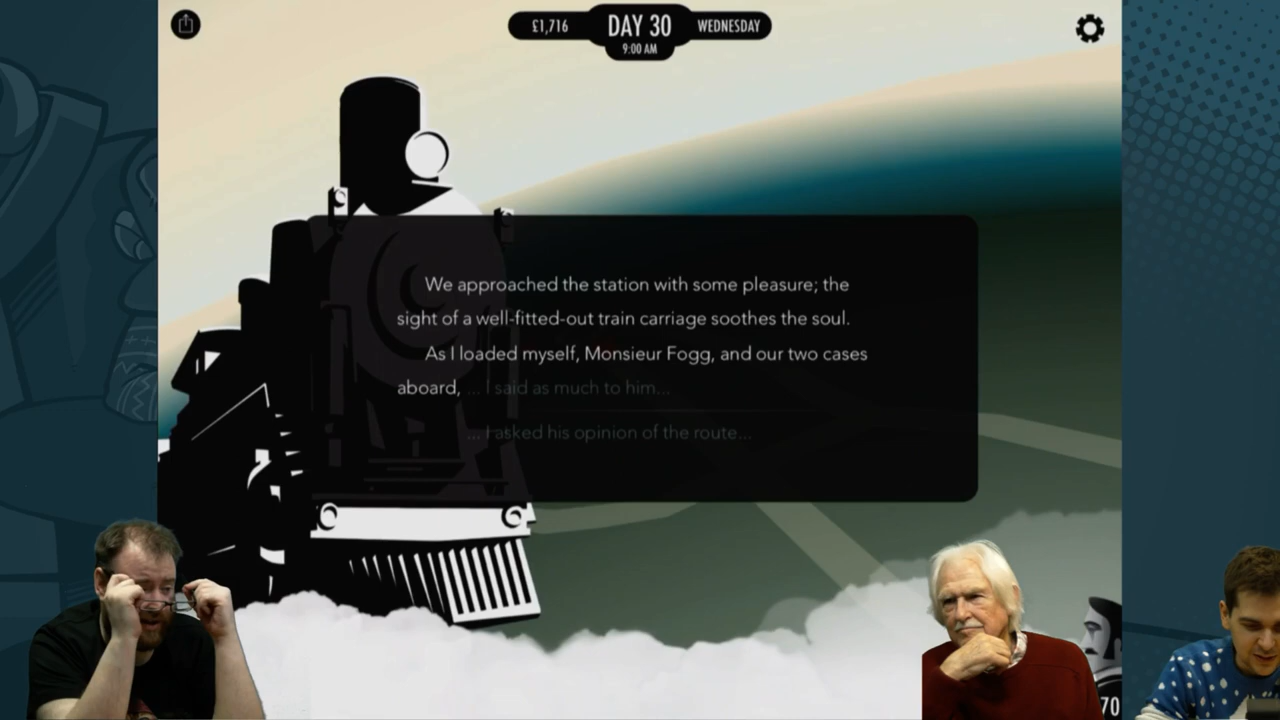 £1,716
DAY 30
WEDNESDAY
9:00 AM
We approached the station with some pleasure; the
sight of a well-fitted-out train carriage soothes the soul.
As I loaded myself, Monsieur Fogg, and our two cases
aboard, ... I said as much to him...
... I asked his opinion of the route...
70